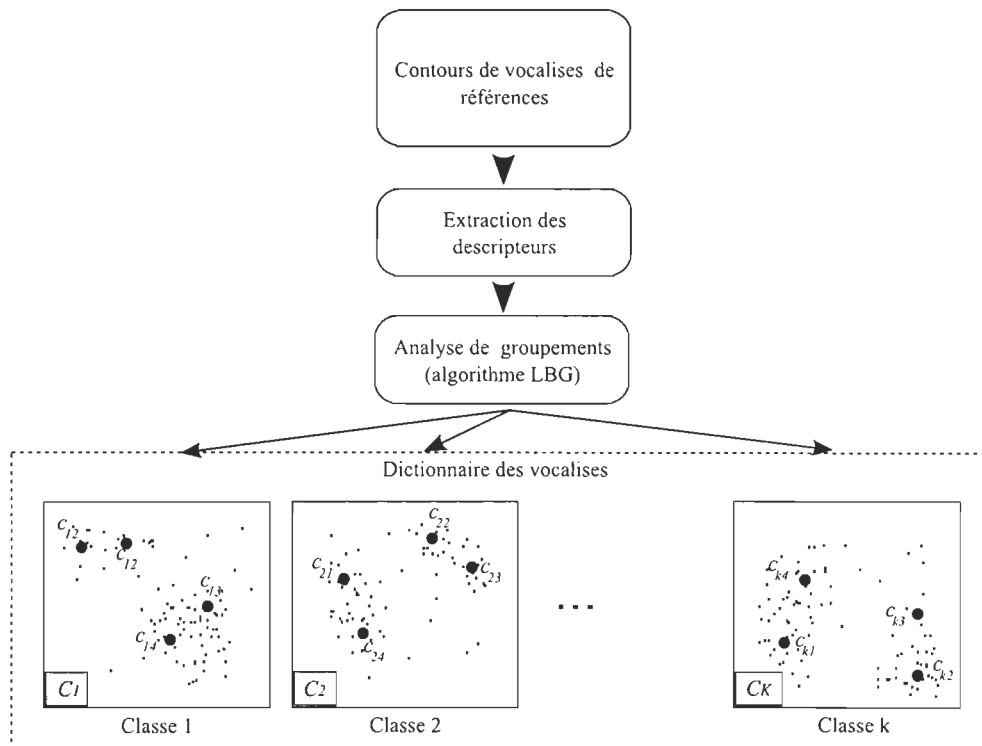 Contours de vocalises de
références
Extraction des
descripteurs
Analyse de groupements
(algorithme LBG)
Dictionnaire des vocalises
c12
c12
c13
c14
C1
Classe 1
c22
c21
c23
c24
C2
Classe 2
...
ck4
ck3
ck1
ck2
CK
Classe k